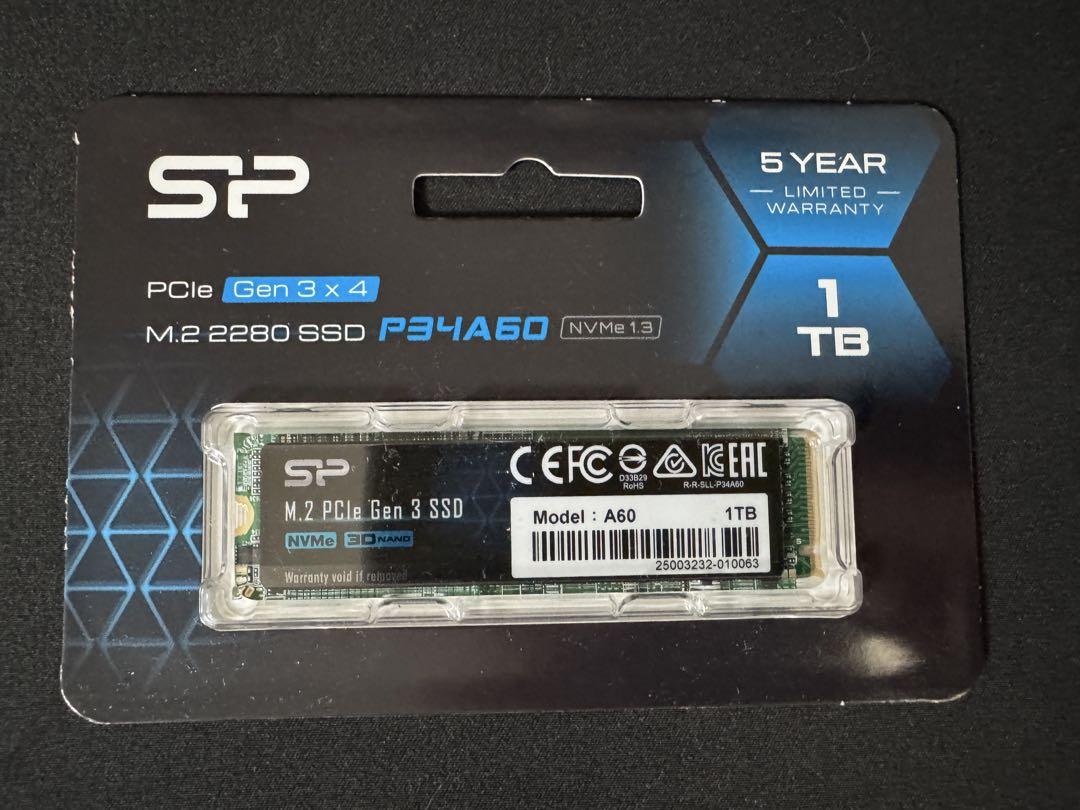 SP
5 YEAR
LIMITED
WARRANTY
PCIe Gen 3 x 4
M.2 2280 SSD P34A60 NVMe 1.3
1
TB
SP
M.2 PCIe Gen 3 SSD
NVMe 3D NAND
Warranty void if removed
CE FC D33B29 RoHS EAC
R-R-SLL-P34A60
Model : A60 1TB
25003232-010063